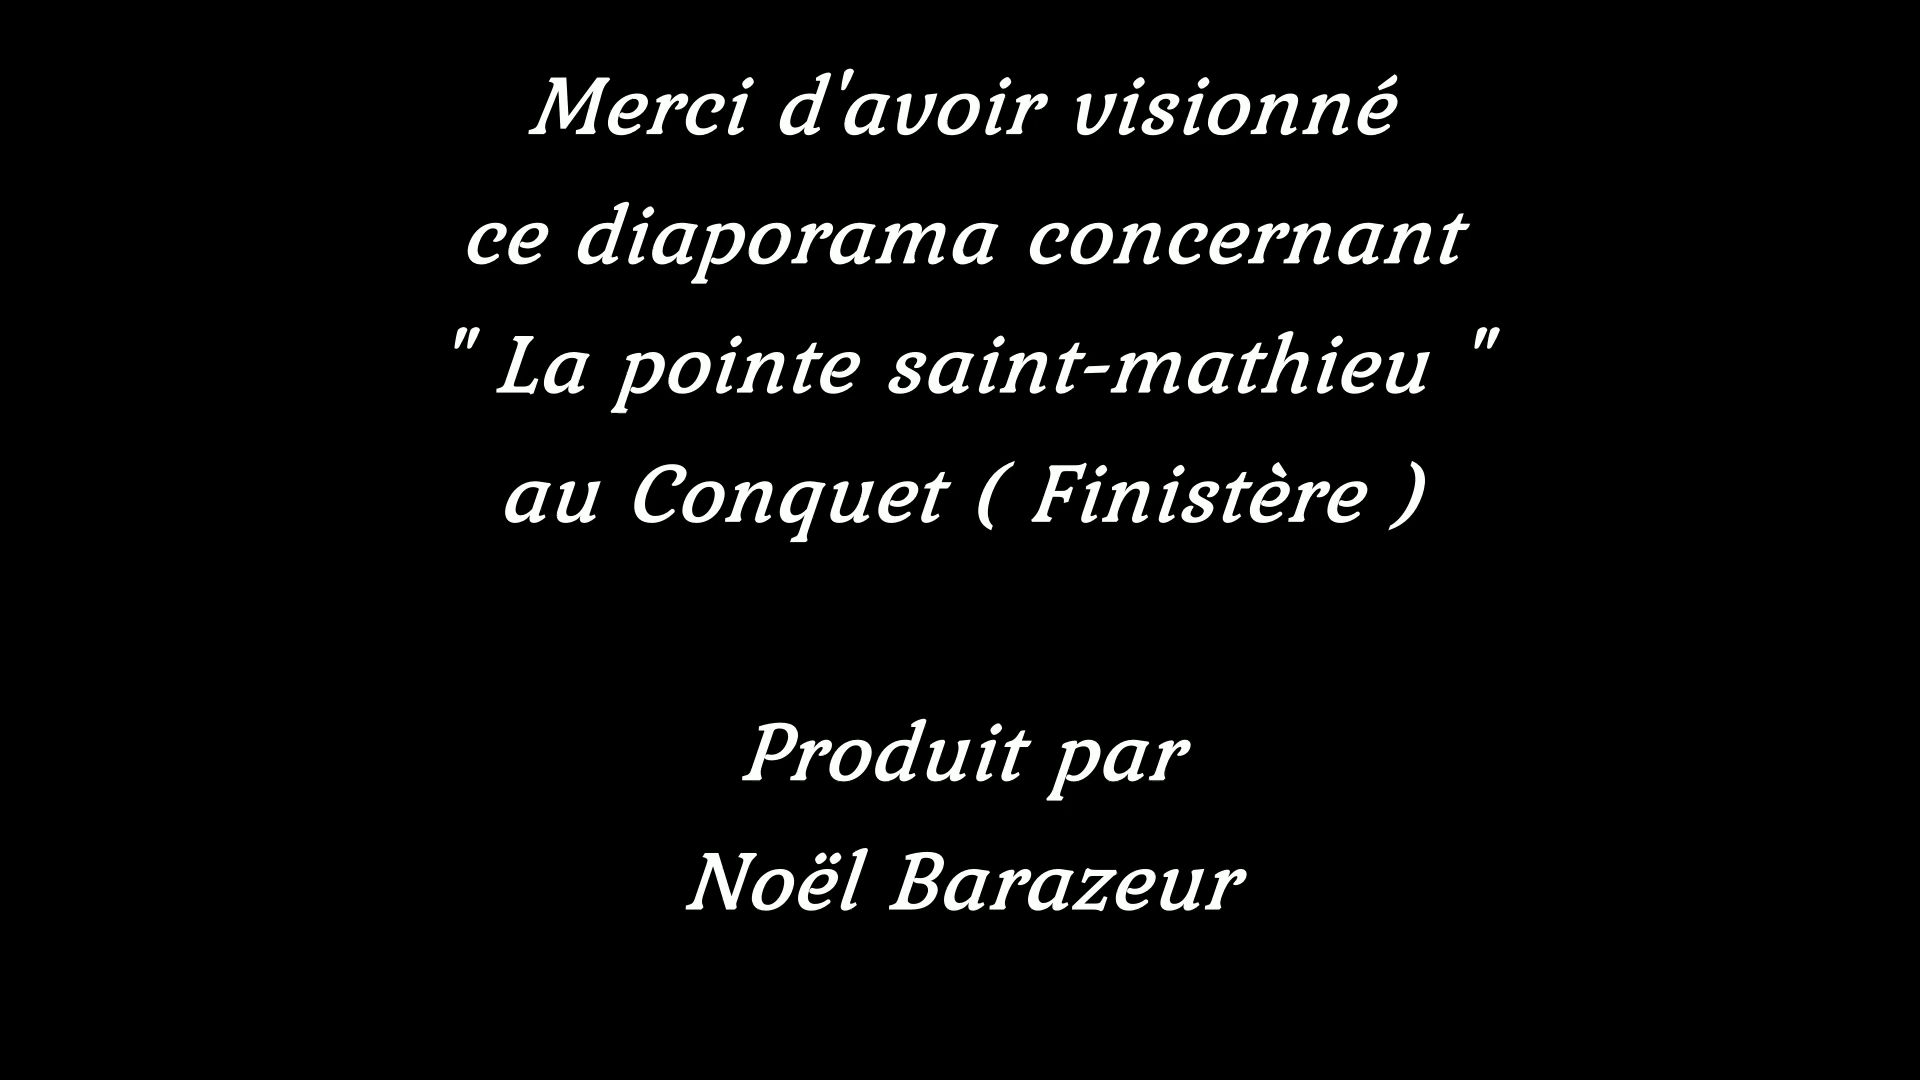 Merci d'avoir visionné
ce diaporama concernant
" La pointe saint-mathieu "
au Conquet ( Finistère )
Produit par
Noël Barazeur